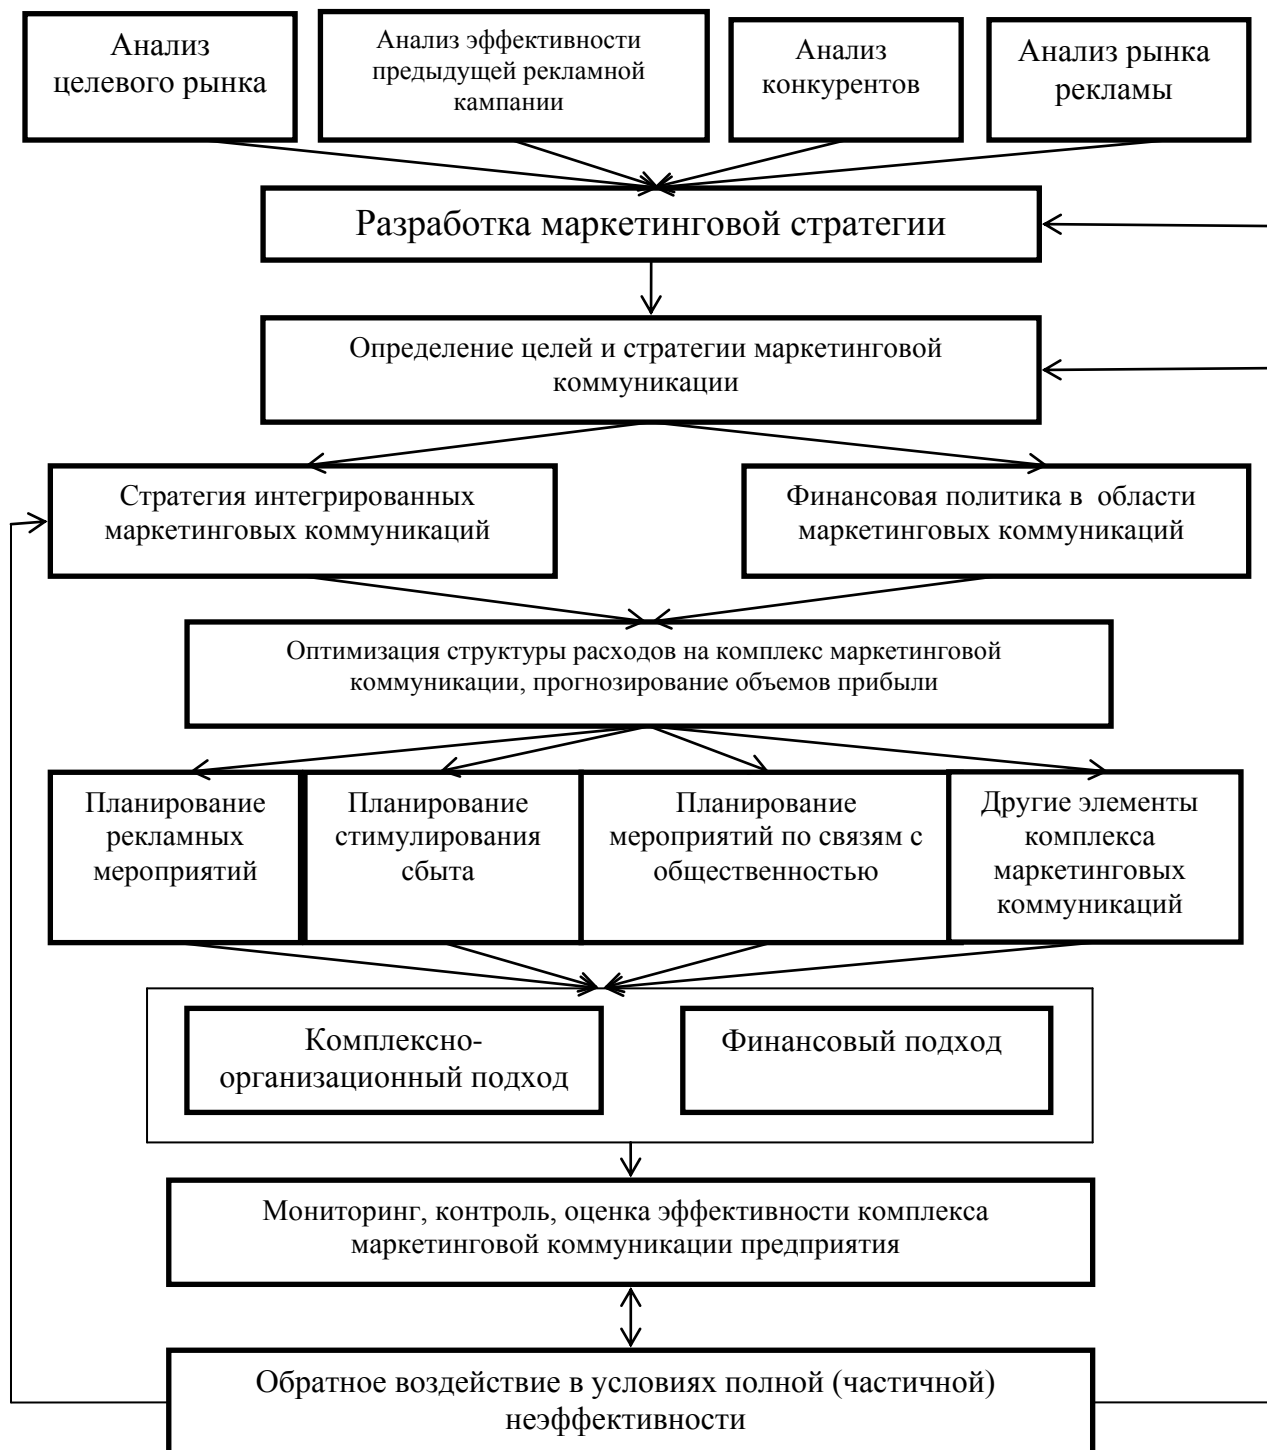 Анализ
целевого рынка
Анализ эффективности
предыдущей рекламной
кампании
Анализ
конкурентов
Анализ рынка
рекламы
Разработка маркетинговой стратегии
Определение целей и стратегии маркетинговой
коммуникации
Стратегия интегрированных
маркетинговых коммуникаций
Финансовая политика в области
маркетинговых коммуникаций
Оптимизация структуры расходов на комплекс маркетинговой
коммуникации, прогнозирование объемов прибыли
Планирование
рекламных
мероприятий
Планирование
стимулирования
сбыта
Планирование
мероприятий по связям с
общественностью
Другие элементы
комплекса
маркетинговых
коммуникаций
Комплексно-
организационный подход
Финансовый подход
Мониторинг, контроль, оценка эффективности комплекса
маркетинговой коммуникации предприятия
Обратное воздействие в условиях полной (частичной)
неэффективности